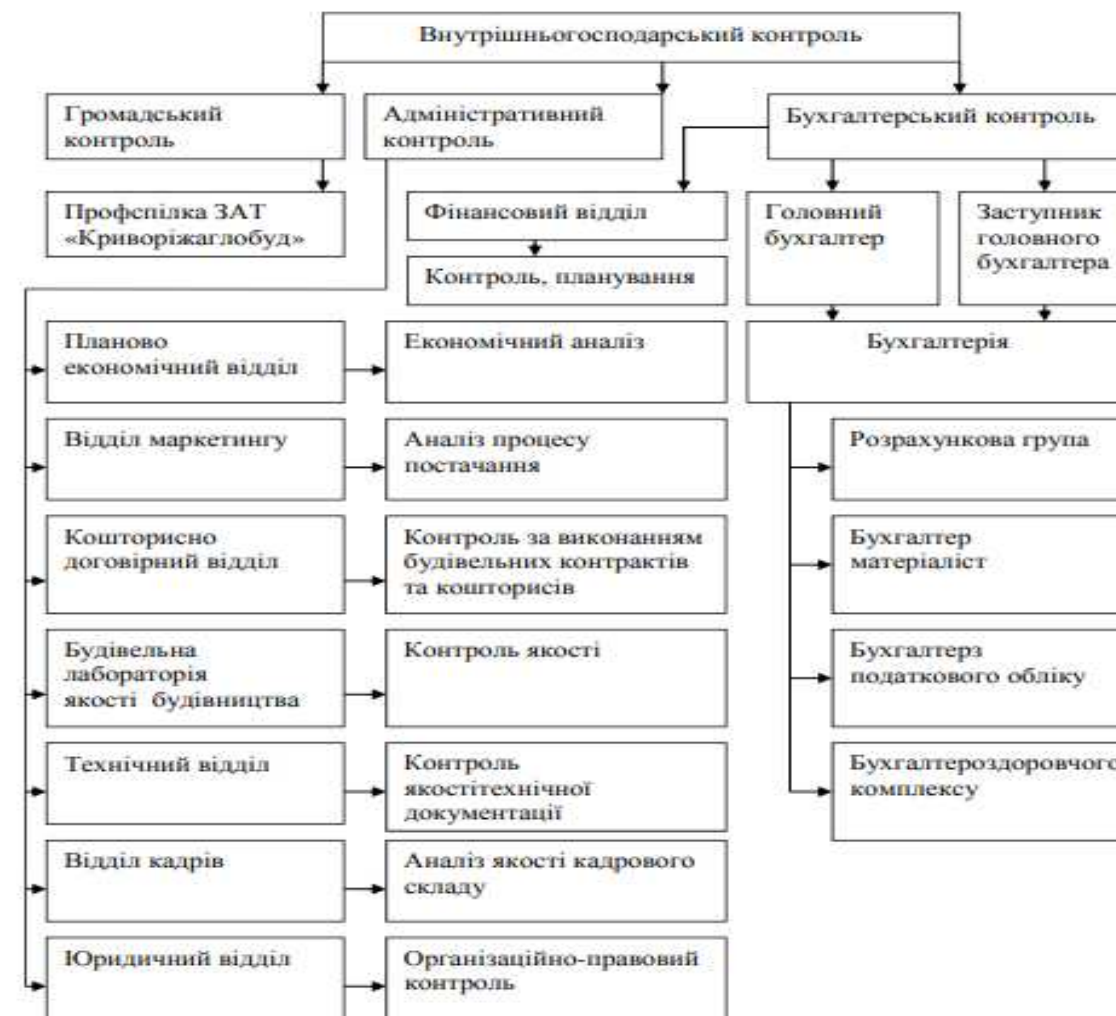 Внутрішньогосподарський контроль
Громадський
контроль
Адміністративний
контроль
Бухгалтерський контроль
Профспілка ЗАТ
«Криворіжаглобуд»
Фінансовий відділ
Головний
бухгалтер
Заступник
головного
бухгалтера
Контроль, планування
Планово
економічний відділ
Економічний аналіз
Бухгалтерія
Відділ маркетингу
Аналіз процесу
постачання
Розрахункова група
Кошторисно
договірний відділ
Контроль за виконанням
будівельних контрактів
та кошторисів
Бухгалтер
матеріаліст
Будівельна
лабораторія
якості будівництва
Контроль якості
Бухгалтерз
податкового обліку
Технічний відділ
Контроль
якостітехнічної
документації
Бухгалтероздоровчого
комплексу
Відділ кадрів
Аналіз якості кадрового
складу
Юридичний відділ
Організаційно-правовий
контроль